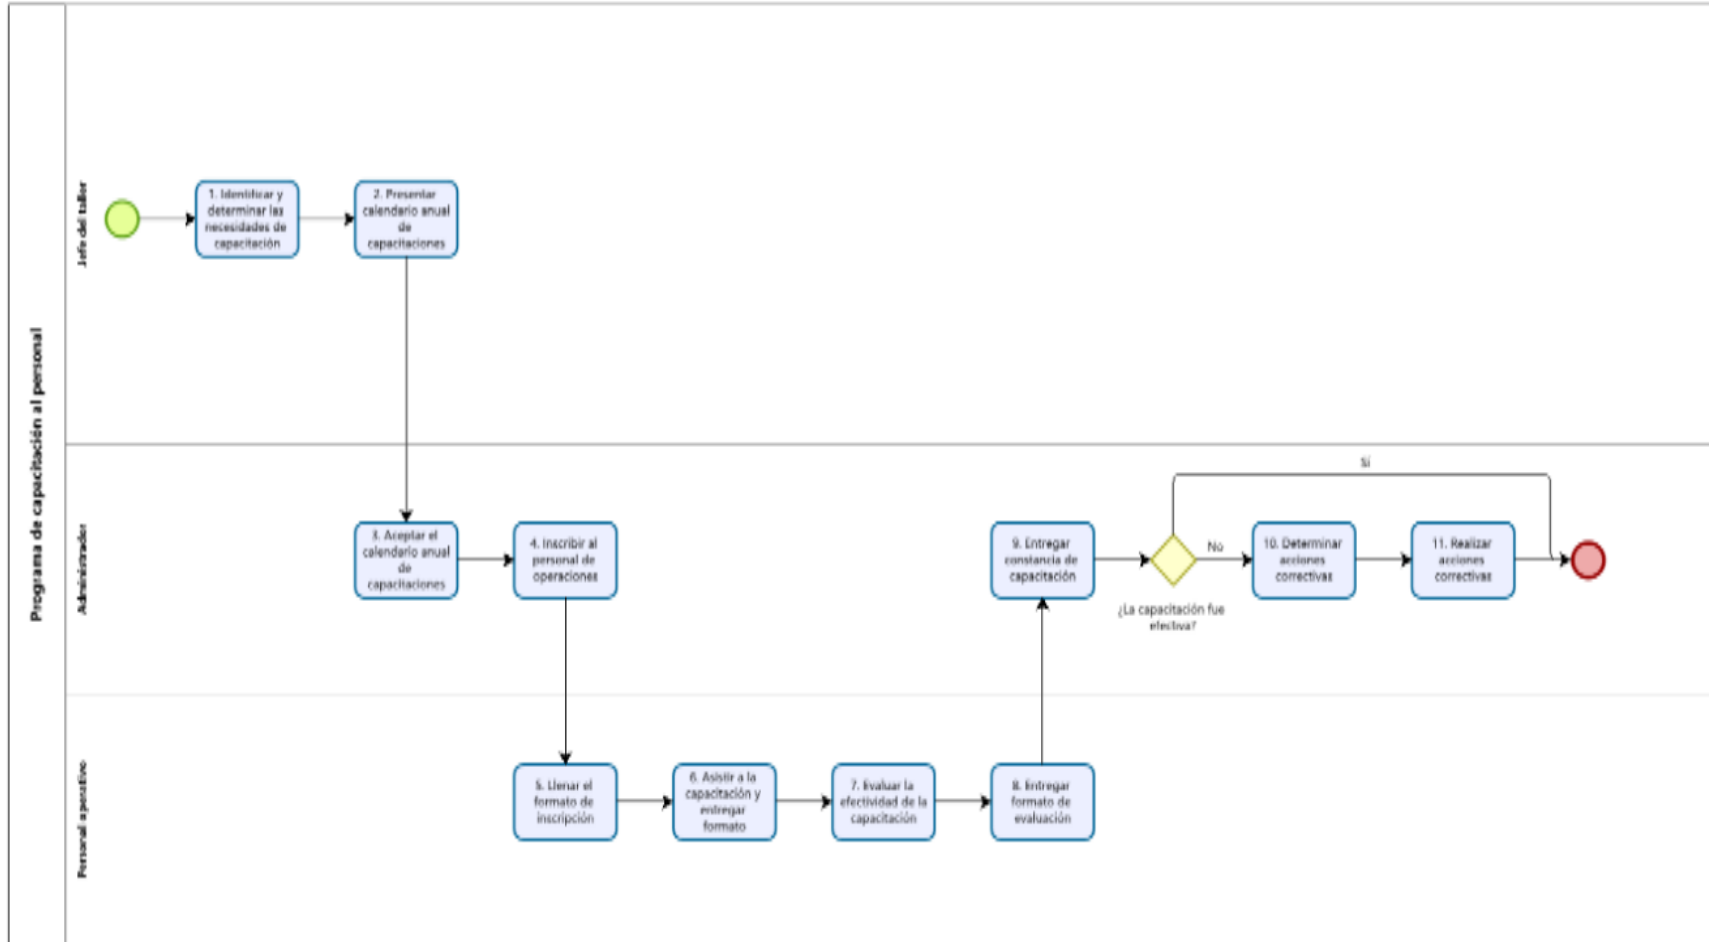 Programa de capacitación al personal
Jefe del taller
1. Identificar y
determinar las
necesidades de
capacitación
2. Presentar
calendario anual
de
capacitaciones
Administrador
3. Aceptar el
calendario anual
de
capacitaciones
4. Inscribir al
personal de
operaciones
9. Entregar
constancia de
capacitación
¿La capacitación fue
efectiva?
Sí
No
10. Determinar
acciones
correctivas
11. Realizar
acciones
correctivas
Personal operativo
5. Llenar el
formato de
inscripción
6. Asistir a la
capacitación y
entregar
formato
7. Evaluar la
efectividad de la
capacitación
8. Entregar
formato de
evaluación